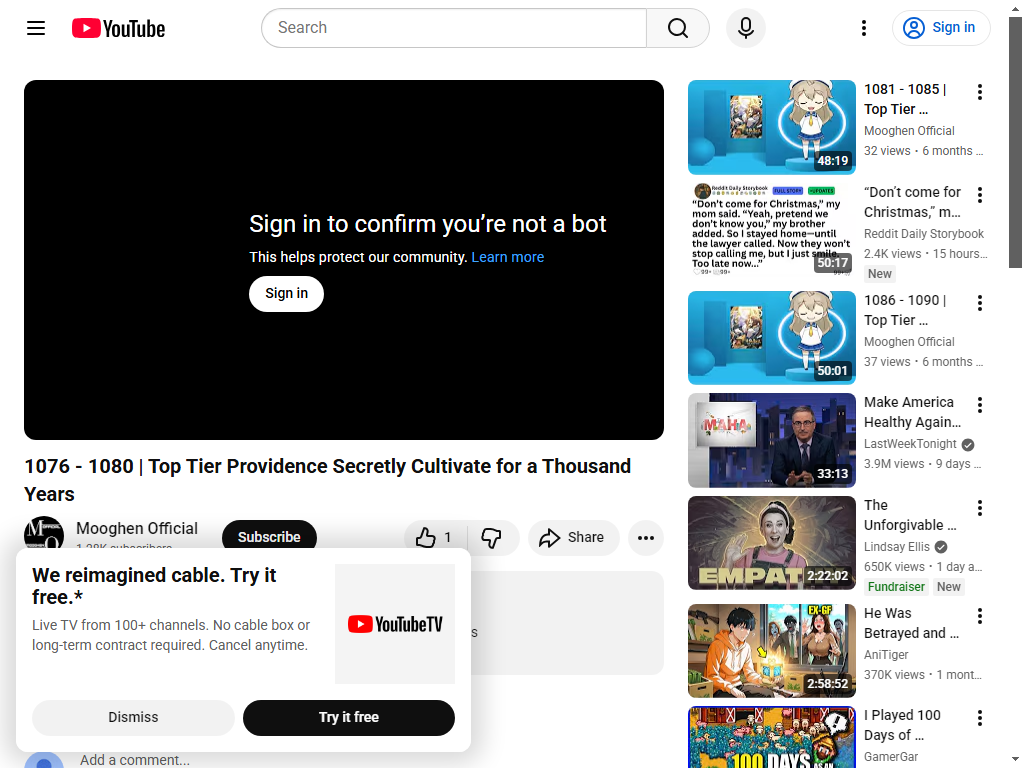 YouTube
Search
Sign in
Sign in to confirm you’re not a bot
This helps protect our community. Learn more
Sign in
1076 - 1080 | Top Tier Providence Secretly Cultivate for a Thousand
Years
Mooghen Official
Subscribe
1
Share
We reimagined cable. Try it
free.*
Live TV from 100+ channels. No cable box or
long-term contract required. Cancel anytime.
YouTubeTV
Dismiss
Try it free
Add a comment...
48:19
1081 - 1085 |
Top Tier ...
Mooghen Official
32 views • 6 months ...
Reddit Daily Storybook
FULL STORY
+UPDATES
“Don’t come for Christmas,” my
mom said. “Yeah, pretend we
don’t know you,” my brother
added. So I stayed home—until
the lawyer called. Now they won’t
stop calling me, but I just smile.
Too late now...”
99+
99+
50:17
“Don’t come for
Christmas,” m...
Reddit Daily Storybook
2.4K views • 15 hours...
New
50:01
1086 - 1090 |
Top Tier ...
Mooghen Official
37 views • 6 months ...
MAHA
33:13
Make America
Healthy Again...
LastWeekTonight
3.9M views • 9 days ...
2:22:02
The
Unforgivable ...
Lindsay Ellis
650K views • 1 day a...
Fundraiser
New
EX-GF
2:58:52
He Was
Betrayed and ...
AniTiger
370K views • 1 mont...
100 DAYS AS AN
I Played 100
Days of ...
GamerGar